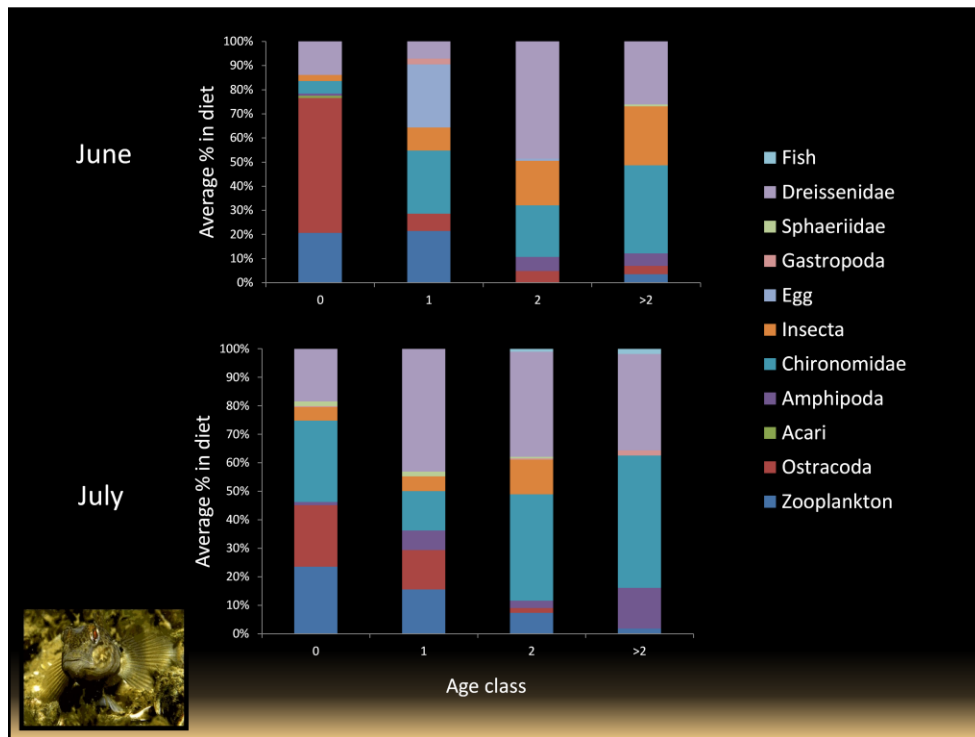 June
Average % in diet
100%
90%
80%
70%
60%
50%
40%
30%
20%
10%
0%
0 1 2 >2
Fish
Dreissenidae
Sphaeriidae
Gastropoda
Egg
Insecta
Chironomidae
Amphipoda
Acari
Ostracoda
Zooplankton
July
Average % in diet
100%
90%
80%
70%
60%
50%
40%
30%
20%
10%
0%
0 1 2 >2
Age class